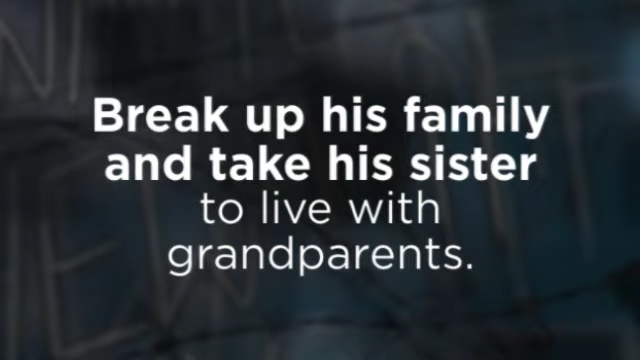 Break up his family
and take his sister
to live with
grandparents.